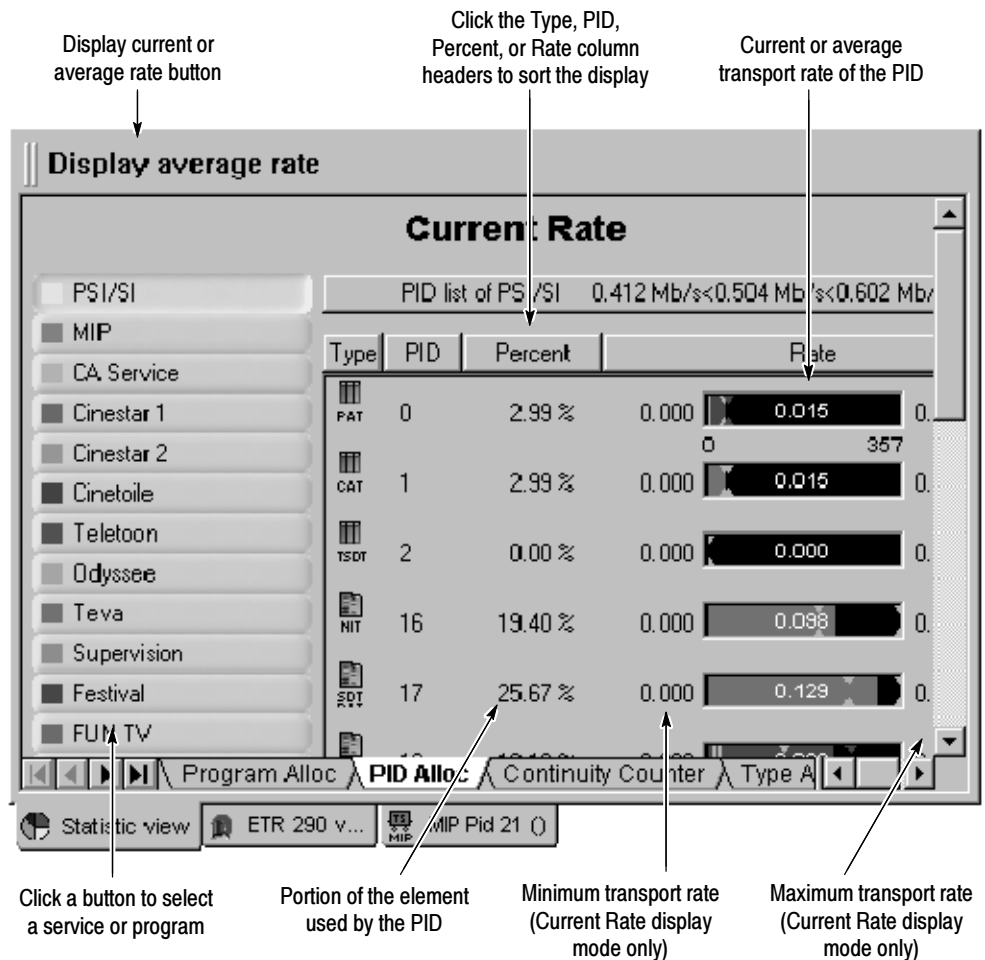 Display current or
average rate button
Click the Type, PID,
Percent, or Rate column
headers to sort the display
Current or average
transport rate of the PID
Display average rate
Current Rate
PSI/SI
MIP
CA Service
Cinestar 1
Cinestar 2
Cinetoile
Teletoon
Odyssee
Teva
Supervision
Festival
FUN TV
PID list of PSI/SI 0.412 Mb/s<0.504 Mb/s<0.602 Mb/
Type PID Percent Rate
PAT 0 2.99 % 0.000 0.015 0.
0 357
CAT 1 2.99 % 0.000 0.015 0.
TSDT 2 0.00 % 0.000 0.000 0.
NIT 16 19.40 % 0.000 0.098 0.
SDT 17 25.67 % 0.000 0.129 0.
Program Alloc PID Alloc Continuity Counter Type A
Statistic view ETR 290 v... TS MIP MIP Pid 21 ()
Click a button to select
a service or program
Portion of the element
used by the PID
Minimum transport rate
(Current Rate display
mode only)
Maximum transport rate
(Current Rate display
mode only)